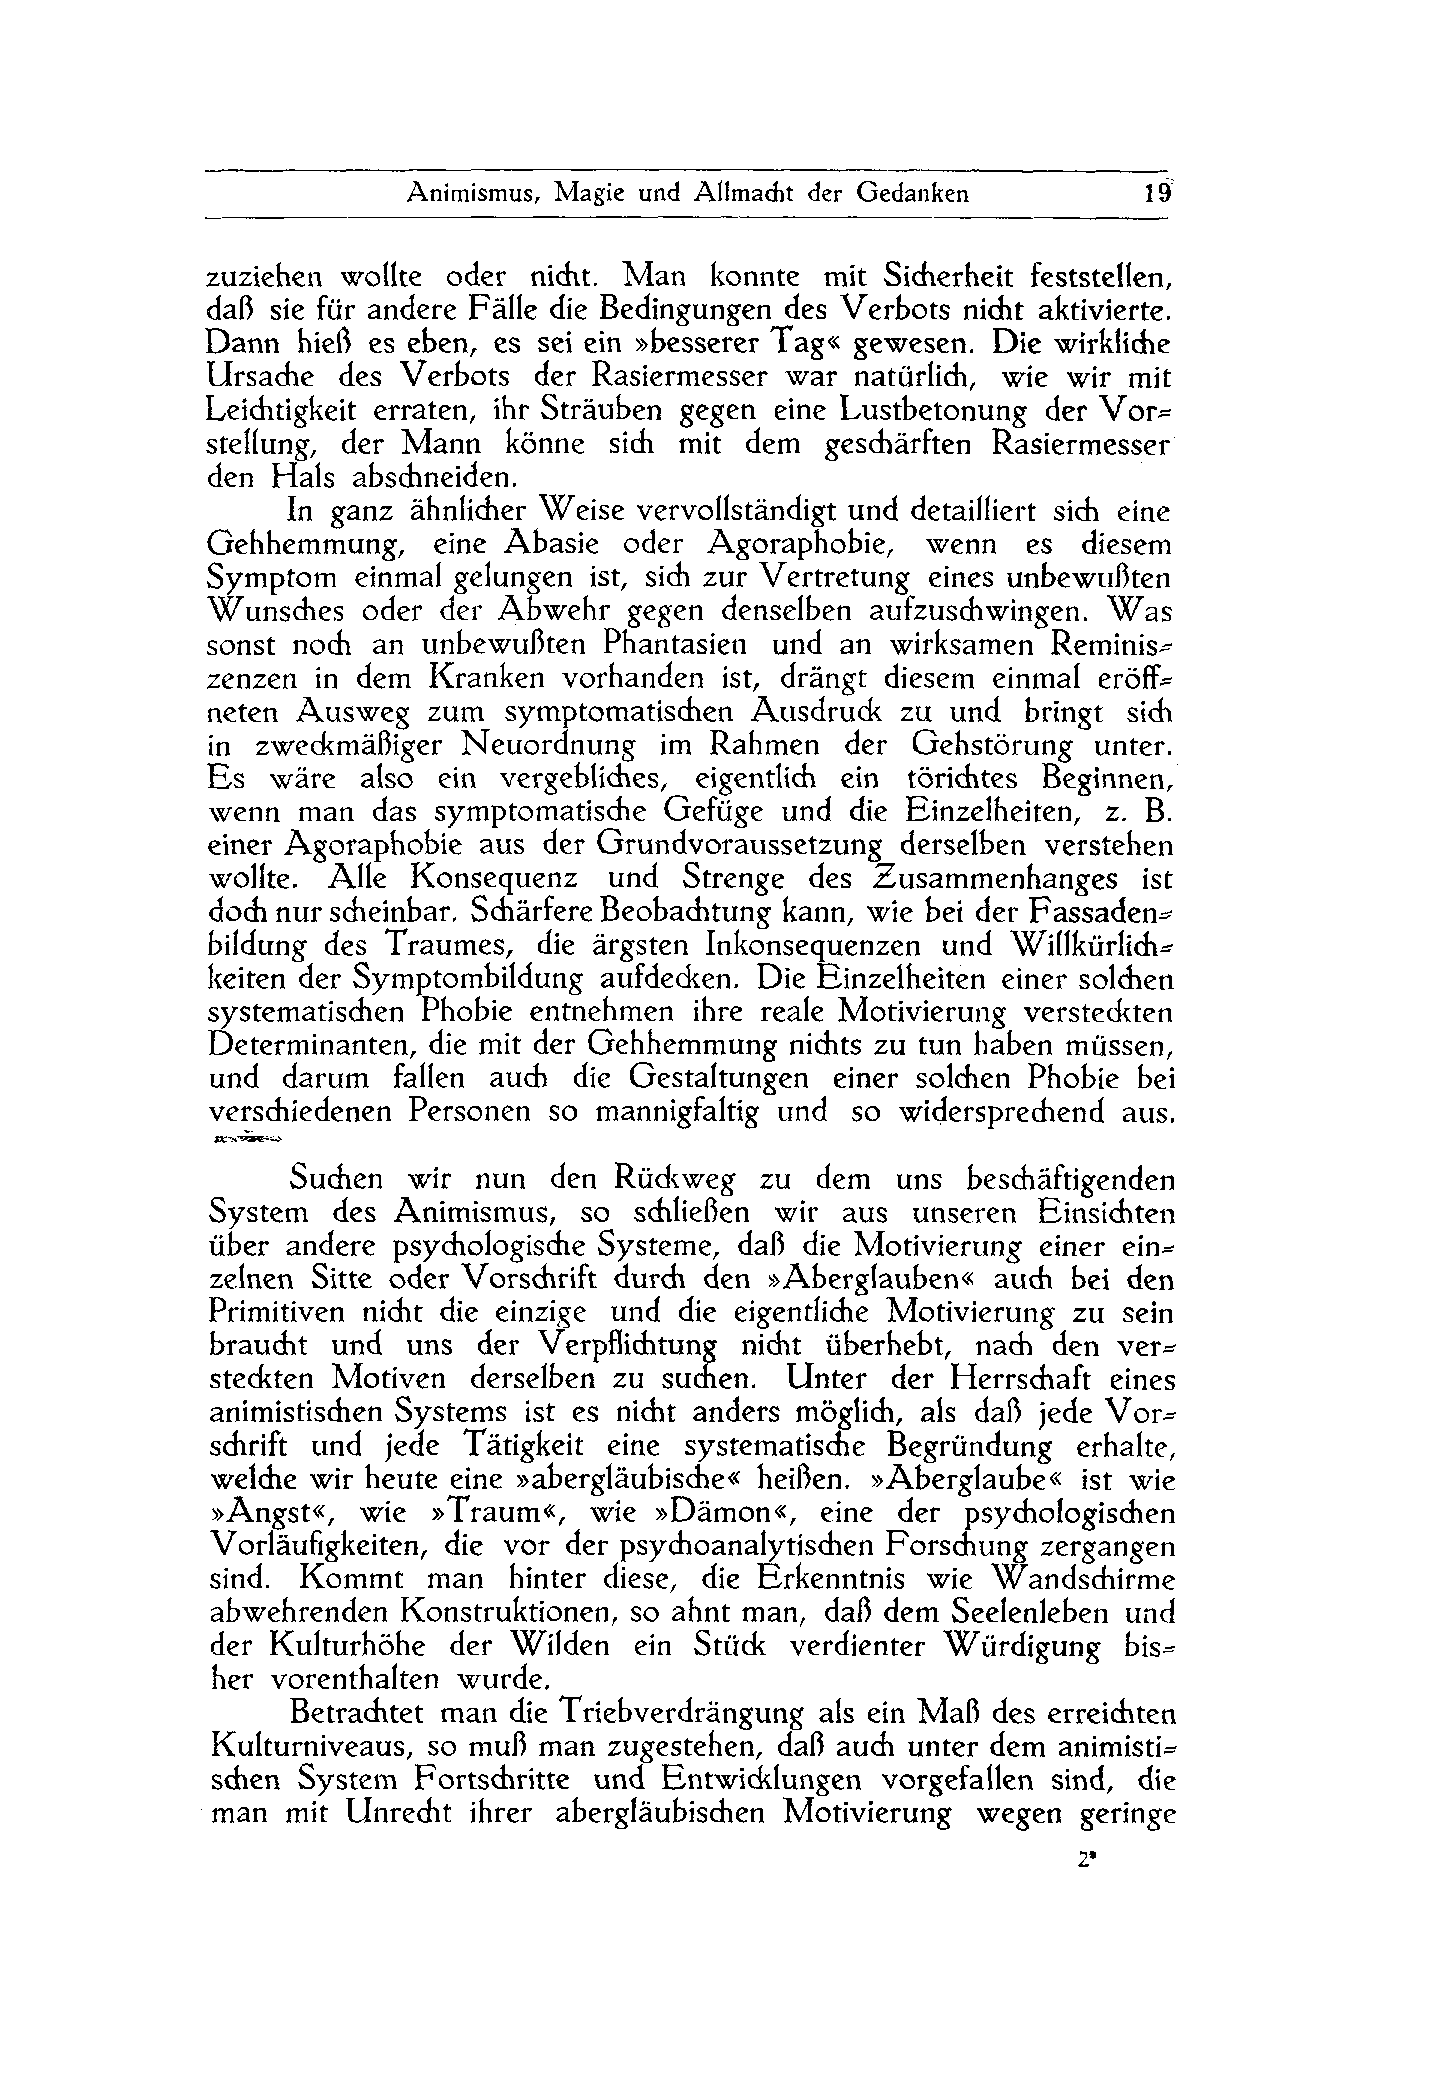 Animismus, Magie und Allmacht der Gedanken 19
zuziehen wollte oder nicht. Man konnte mit Sicherheit feststellen,
daß sie für andere Fälle die Bedingungen des Verbots nicht aktivierte.
Dann hieß es eben, es sei ein »besserer Tag« gewesen. Die wirkliche
Ursache des Verbots der Rasiermesser war natürlich, wie wir mit
Leichtigkeit erraten, ihr Sträuben gegen eine Lustbetonung der Vor-
stellung, der Mann könne sich mit dem geschärften Rasiermesser
den Hals abschneiden.
In ganz ähnlicher Weise vervollständigt und detailliert sich eine
Gehhemmung, eine Abasie oder Agoraphobie, wenn es diesem
Symptom einmal gelungen ist, sich zur Vertretung eines unbewußten
Wunsches oder der Abwehr gegen denselben aufzuschwingen. Was
sonst noch an unbewußten Phantasien und an wirksamen Reminis-
zenzen in dem Kranken vorhanden ist, drängt diesem einmal eröff-
neten Ausweg zum symptomatischen Ausdruck zu und bringt sich
in zweckmäßiger Neuordnung im Rahmen der Gehstörung unter.
Es wäre also ein vergebliches, eigentlich ein törichtes Beginnen,
wenn man das symptomatische Gefüge und die Einzelheiten, z. B.
einer Agoraphobie aus der Grundvoraussetzung derselben verstehen
wollte. Alle Konsequenz und Strenge des Zusammenhanges ist
doch nur scheinbar. Schärfere Beobachtung kann, wie bei der Fassaden-
bildung des Traumes, die ärgsten Inkonsequenzen und Willkürlich-
keiten der Symptombildung aufdecken. Die Einzelheiten einer solchen
systematischen Phobie entnehmen ihre reale Motivierung versteckten
Determinanten, die mit der Gehhemmung nichts zu tun haben müssen,
und darum fallen auch die Gestaltungen einer solchen Phobie bei
verschiedenen Personen so mannigfaltig und so widersprechend aus.
Suchen wir nun den Rückweg zu dem uns beschäftigenden
System des Animismus, so schließen wir aus unseren Einsichten
über andere psychologische Systeme, daß die Motivierung einer ein-
zelnen Sitte oder Vorschrift durch den »Aberglauben« auch bei den
Primitiven nicht die einzige und die eigentliche Motivierung zu sein
braucht und uns der Verpflichtung nicht überhebt, nach den ver-
steckten Motiven derselben zu suchen. Unter der Herrschaft eines
animistischen Systems ist es nicht anders möglich, als daß jede Vor-
schrift und jede Tätigkeit eine systematische Begründung erhalte,
welche wir heute eine »abergläubische« heißen. »Aberglaube« ist wie
»Angst«, wie »Traum«, wie »Dämon«, eine der psychologischen
Vorläufigkeiten, die vor der psychoanalytischen Forschung zergangen
sind. Kommt man hinter diese, die Erkenntnis wie Wandschirme
abwehrenden Konstruktionen, so ahnt man, daß dem Seelenleben und
der Kulturhöhe der Wilden ein Stück verdienter Würdigung bis-
her vorenthalten wurde.
Betrachtet man die Triebverdrängung als ein Maß des erreichten
Kulturniveaus, so muß man zugestehen, daß auch unter dem animisti-
schen System Fortschritte und Entwicklungen vorgefallen sind, die
man mit Unrecht ihrer abergläubischen Motivierung wegen geringe
2*